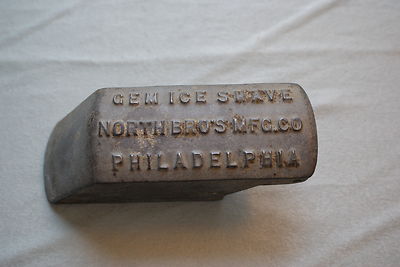 GEM ICE SHAVE
NORTH BRO'S MFG.CO
PHILADELPHIA